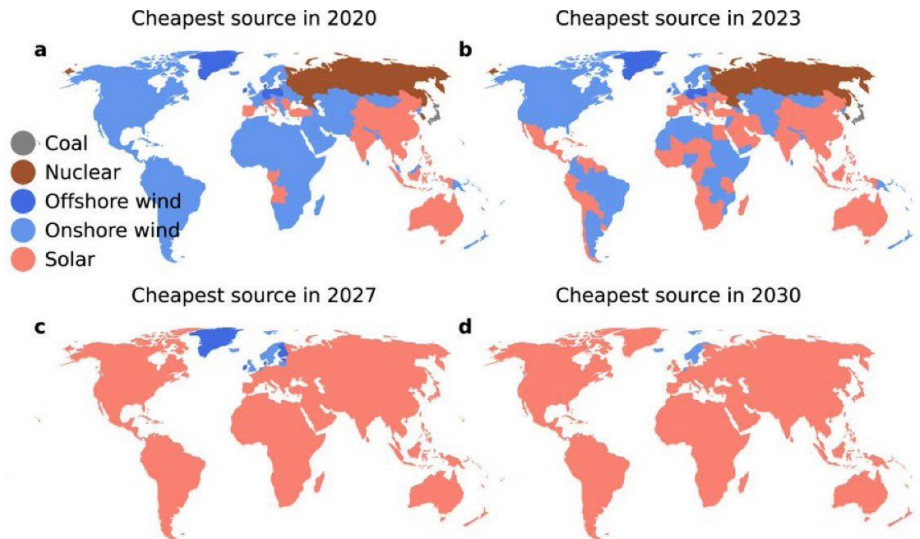 Cheapest source in 2020
Cheapest source in 2023
a
b
Coal
Nuclear
Offshore wind
Onshore wind
Solar
Cheapest source in 2027
Cheapest source in 2030
c
d